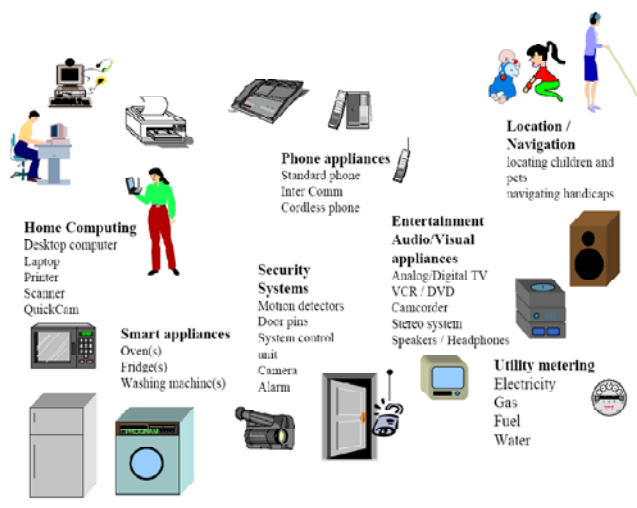 Location /
Navigation
locating children and
pets
navigating handicaps
Phone appliances
Standard phone
Inter Comm
Cordless phone
Home Computing
Desktop computer
Laptop
Printer
Scanner
QuickCam
Entertainment
Audio/Visual
appliances
Analog/Digital TV
VCR / DVD
Camcorder
Stereo system
Speakers / Headphones
Security
Systems
Motion detectors
Door pins
System control
unit
Camera
Alarm
Smart appliances
Oven(s)
Fridge(s)
Washing machine(s)
Utility metering
Electricity
Gas
Fuel
Water